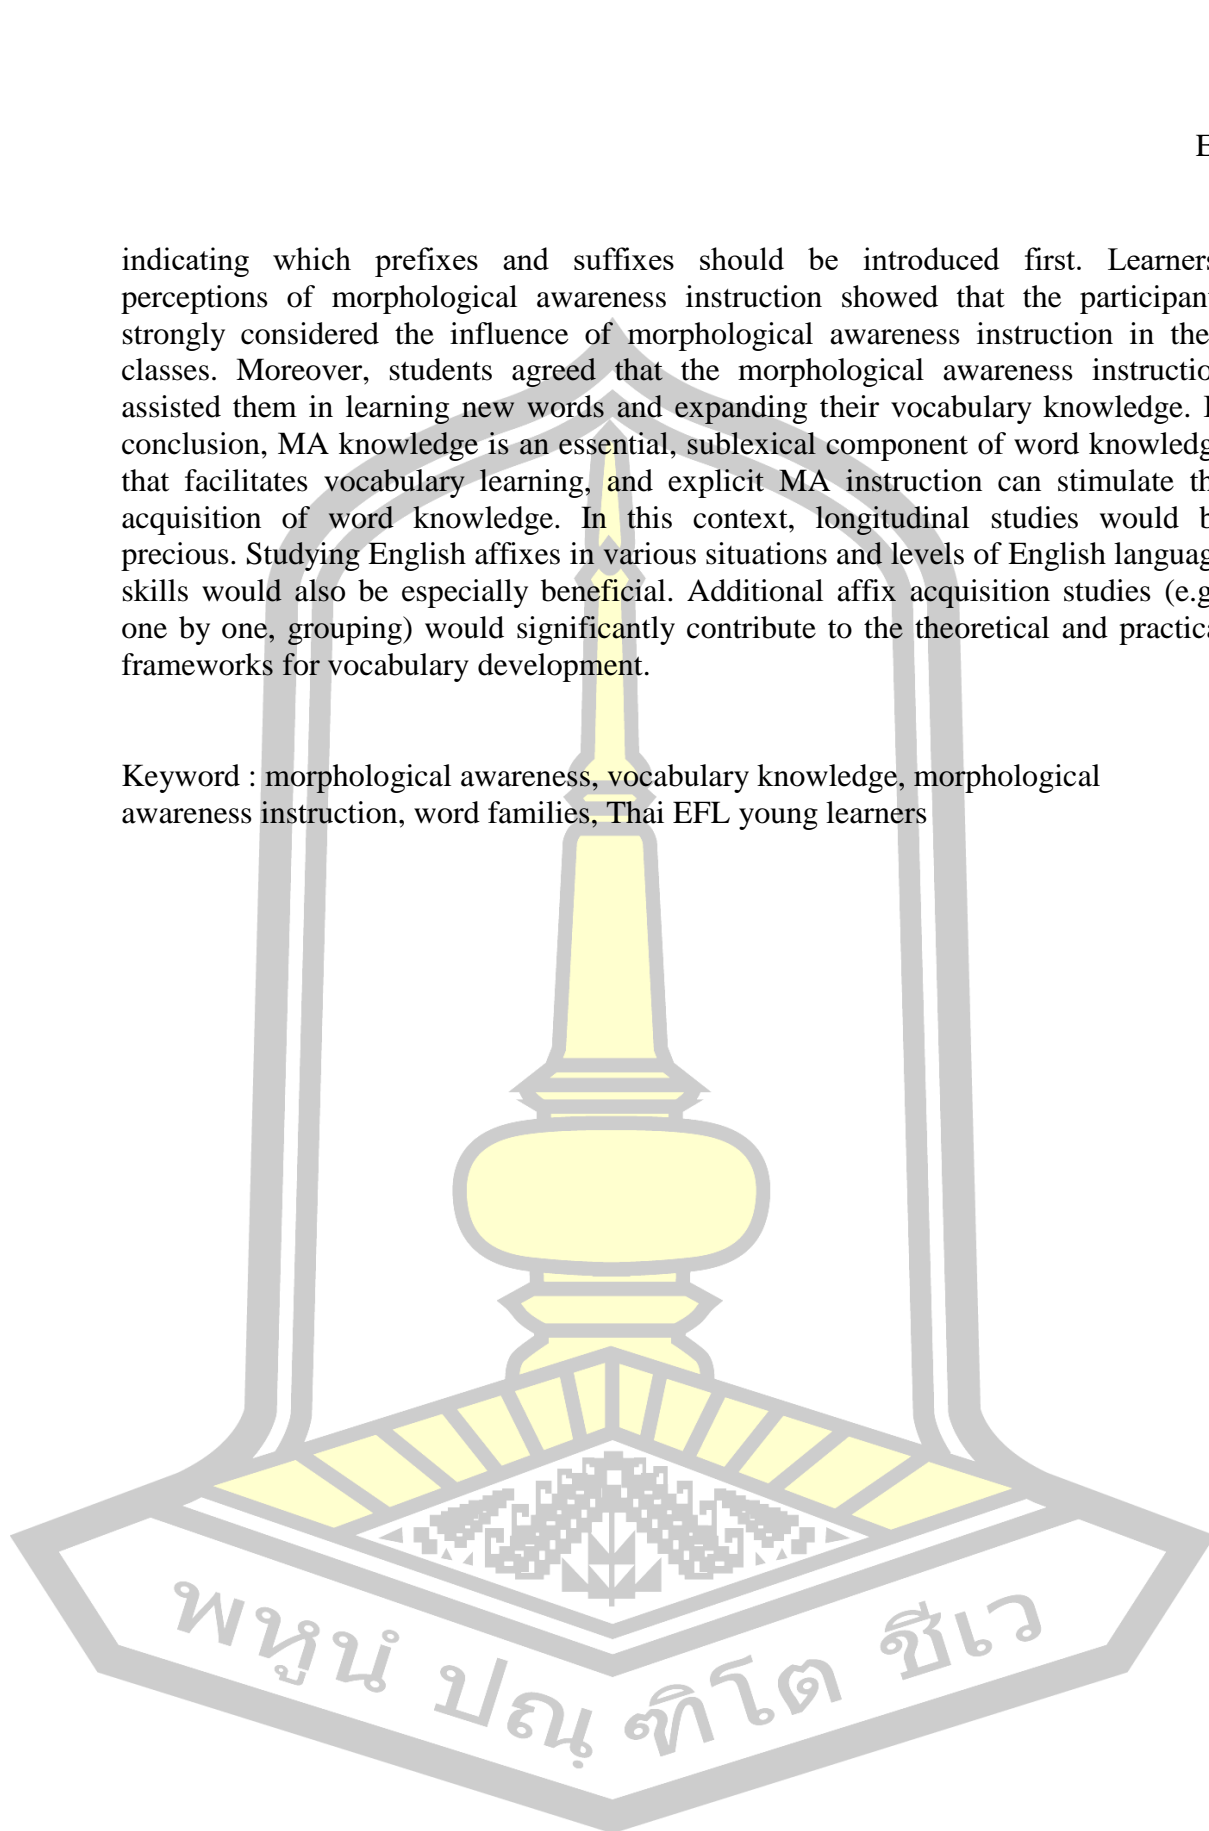 E
indicating which prefixes and suffixes should be introduced first. Learners
perceptions of morphological awareness instruction showed that the participant
strongly considered the influence of morphological awareness instruction in the
classes. Moreover, students agreed that the morphological awareness instructio
assisted them in learning new words and expanding their vocabulary knowledge. I
conclusion, MA knowledge is an essential, sublexical component of word knowledg
that facilitates vocabulary learning, and explicit MA instruction can stimulate th
acquisition of word knowledge. In this context, longitudinal studies would b
precious. Studying English affixes in various situations and levels of English languag
skills would also be especially beneficial. Additional affix acquisition studies (e.g
one by one, grouping) would significantly contribute to the theoretical and practica
frameworks for vocabulary development.
Keyword : morphological awareness, vocabulary knowledge, morphological
awareness instruction, word families, Thai EFL young learners
พหูนํ ปณฺฑิโต ชีเว